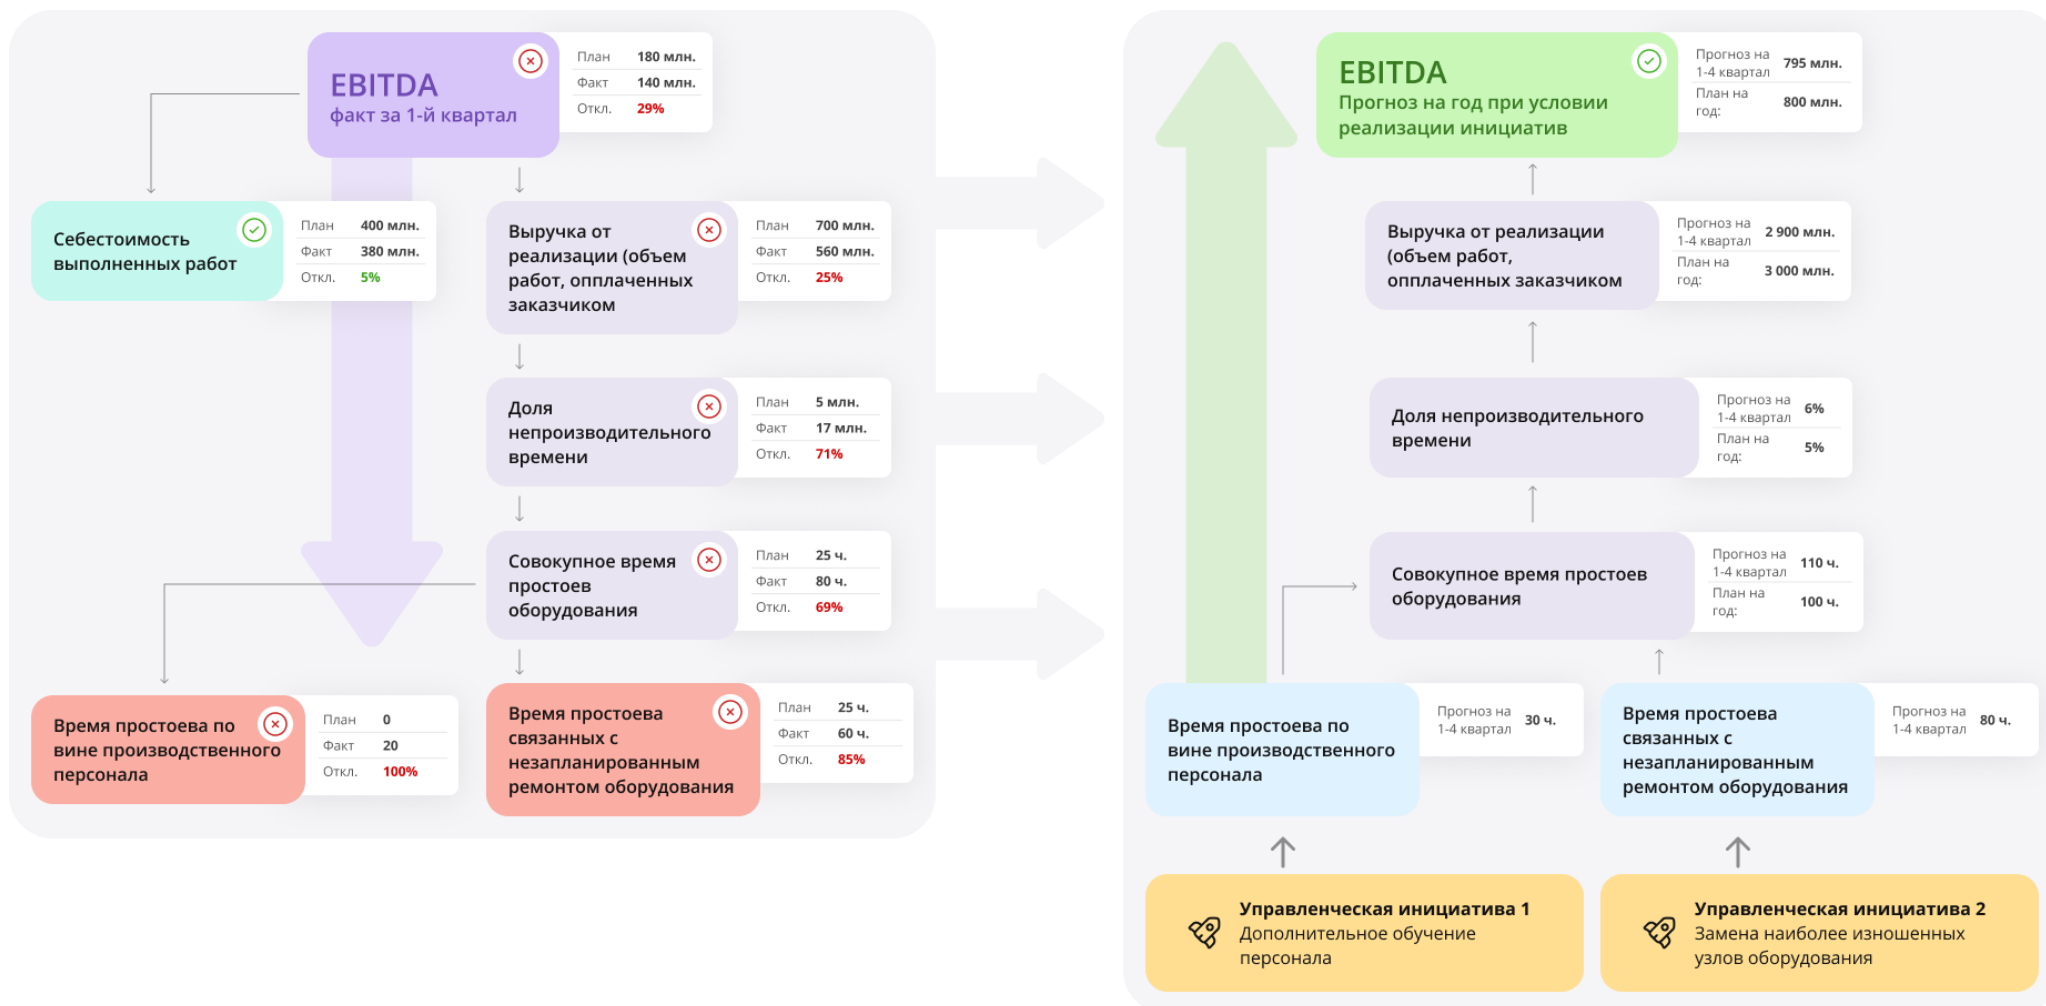 EBITDA
факт за 1-й квартал
План 180 млн.
Факт 140 млн.
Откл. 29%
Себестоимость
выполненных работ
План 400 млн.
Факт 380 млн.
Откл. 5%
Выручка от
реализации (объем
работ, опплаченных
заказчиком
План 700 млн.
Факт 560 млн.
Откл. 25%
Доля
непроизводительного
времени
План 5 млн.
Факт 17 млн.
Откл. 71%
Совокупное время
простоев
оборудования
План 25 ч.
Факт 80 ч.
Откл. 69%
Время простоева по
вине производственного
персонала
План 0
Факт 20
Откл. 100%
Время простоева
связанных с
незапланированным
ремонтом оборудования
План 25 ч.
Факт 60 ч.
Откл. 85%
EBITDA
Прогноз на год при условии
реализации инициатив
Прогноз на
1-4 квартал 795 млн.
План на
год: 800 млн.
Выручка от реализации
(объем работ,
опплаченных заказчиком
Прогноз на
1-4 квартал 2 900 млн.
План на
год: 3 000 млн.
Доля непроизводительного
времени
Прогноз на
1-4 квартал 6%
План на
год: 5%
Совокупное время простоев
оборудования
Прогноз на
1-4 квартал 110 ч.
План на
год: 100 ч.
Время простоева по
вине производственного
персонала
Прогноз на
1-4 квартал 30 ч.
Время простоева
связанных с
незапланированным
ремонтом оборудования
Прогноз на
1-4 квартал 80 ч.
Управленческая инициатива 1
Дополнительное обучение
персонала
Управленческая инициатива 2
Замена наиболее изношенных
узлов оборудования